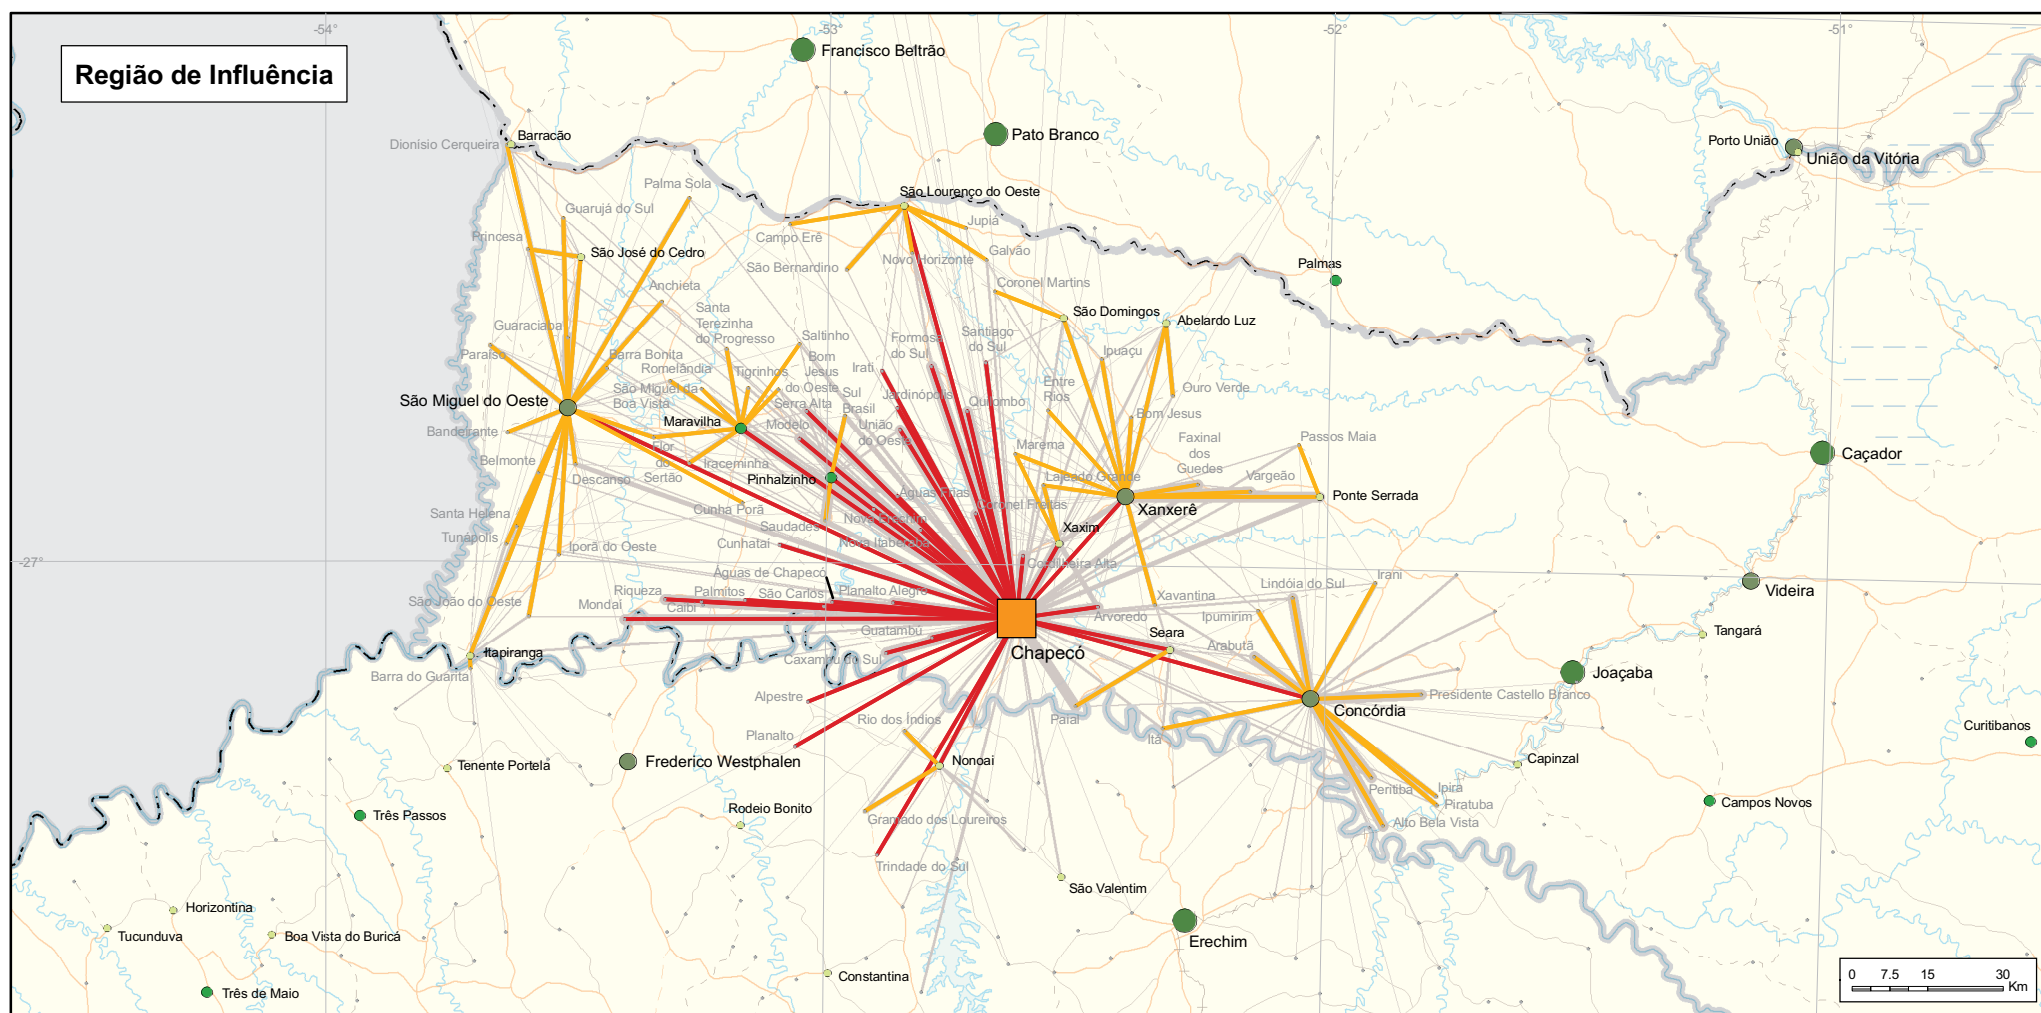 -54°
-53°
-52°
-51°
Região de Influência
Francisco Beltrão
Pato Branco
Barracão
Dionísio Cerqueira
Porto União
União da Vitória
Palma Sola
São Lourenço do Oeste
Guarujá do Sul
Jupiá
Princesa
Campo Erê
São José do Cedro
Novo Horizonte
Galvão
São Bernardino
Palmas
Coronel Martins
Anchieta
Santa
Terezinha
do Progresso
São Domingos
Abelardo Luz
Guaraciaba
Saltinho
Formosa
do Sul
Santiago
do Sul
Paraíso
Barra Bonita
Romelândia
Bom
Jesus
do Oeste
Ipuaçu
Tigrinhos
Irati
São Miguel da
Boa Vista
Entre
Rios
Ouro Verde
São Miguel do Oeste
Serra Alta
Sul
Brasil
Jardinópolis
Quilombo
Bom Jesus
Maravilha
Modelo
União
do Oeste
Bandeirante
Marema
Faxinal
dos
Guedes
Passos Maia
Caçador
Flor
do
Sertão
Iraceminha
Belmonte
Descanso
Pinhalzinho
Lajeado Grande
Vargeão
Ponte Serrada
Águas Frias
Coronel Freitas
Xanxerê
Cunha Porã
Santa Helena
Saudades
Nova Erechim
Xaxim
Tunápolis
Iporã do Oeste
Cunhataí
Nova Itaberaba
-27°
Cordilheira Alta
Águas de Chapecó
Lindóia do Sul
Irani
Videira
Riqueza
Palmitos
São Carlos
Planalto Alegre
São João do Oeste
Mondaí
Caibi
Xavantina
Arvoredo
Ipumirim
Guatambú
Seara
Tangará
Itapiranga
Chapecó
Arabutã
Caxambu do Sul
Barra do Guarita
Joaçaba
Alpestre
Presidente Castello Branco
Rio dos Índios
Paial
Concórdia
Curitibanos
Planalto
Itá
Frederico Westphalen
Nonoai
Capinzal
Tenente Portela
Peritiba
Ipira
Piratuba
Campos Novos
Rodeio Bonito
Três Passos
Gramado dos Loureiros
Alto Bela Vista
Trindade do Sul
São Valentim
Horizontina
Tucunduva
Boa Vista do Buricá
Erechim
Constantina
Três de Maio
0 7.5 15 30
Km